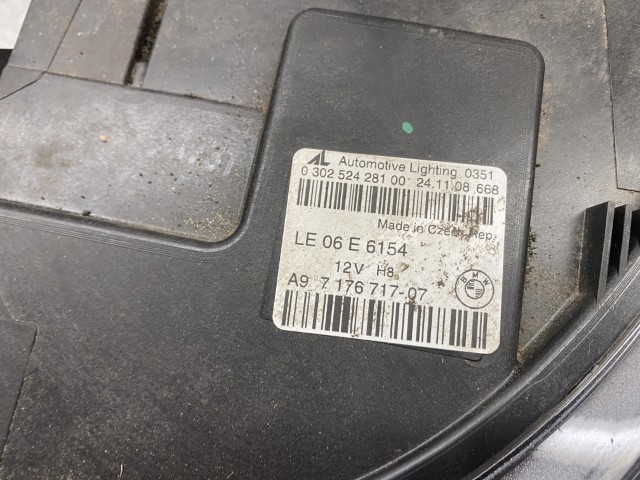 AL Automotive Lighting 0351
0 302 524 281 00 24.11.08 668
Made in Czech Rep.
LE 06 E 6154
12V H8
A9 7 176 717-07
BMW